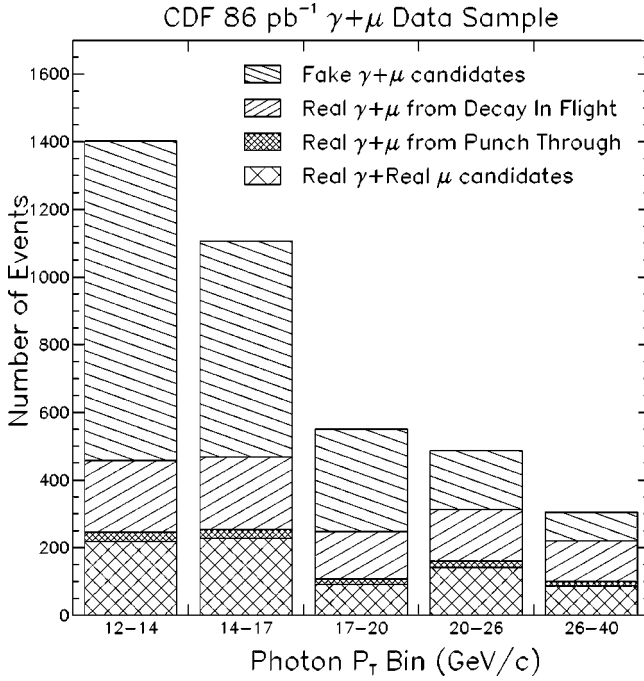 CDF 86 pb⁻¹ γ+μ Data Sample
Fake γ+μ candidates
Real γ+μ from Decay In Flight
Real γ+μ from Punch Through
Real γ+Real μ candidates
Number of Events
1600
1400
1200
1000
800
600
400
200
0
12−14 14−17 17−20 20−26 26−40
Photon P_T Bin (GeV/c)